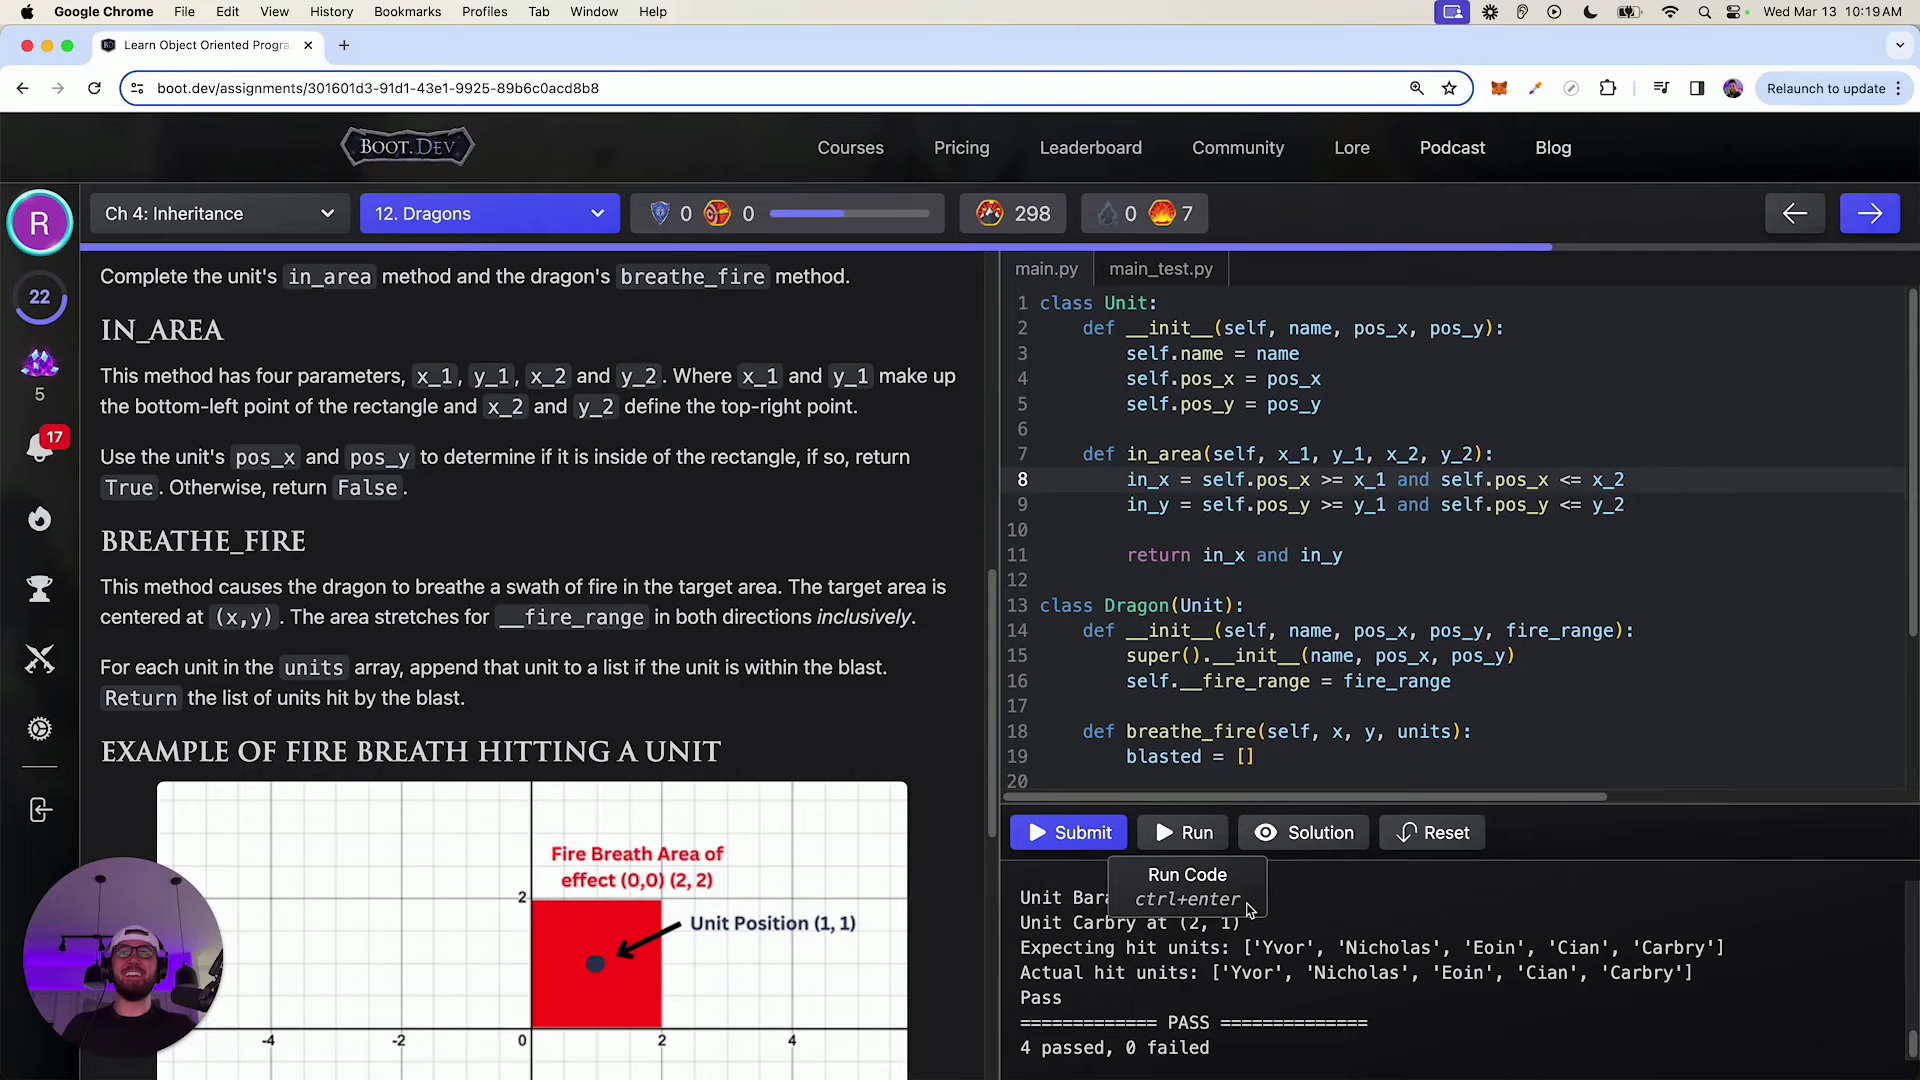 Google Chrome File Edit View History Bookmarks Profiles Tab Window Help Wed Mar 13 10:19 AM
Learn Object Oriented Progra
boot.dev/assignments/301601d3-91d1-43e1-9925-89b6c0acd8b8
Relaunch to update
BOOT.DEV
Courses Pricing Leaderboard Community Lore Podcast Blog
R
Ch 4: Inheritance
12. Dragons
0 0
298
0 7
22
5
17
Complete the unit's in_area method and the dragon's breathe_fire method.
IN_AREA
This method has four parameters, x_1, y_1, x_2 and y_2. Where x_1 and y_1 make up
the bottom-left point of the rectangle and x_2 and y_2 define the top-right point.
Use the unit's pos_x and pos_y to determine if it is inside of the rectangle, if so, return
True. Otherwise, return False.
BREATHE_FIRE
This method causes the dragon to breathe a swath of fire in the target area. The target area is
centered at (x,y). The area stretches for __fire_range in both directions inclusively.
For each unit in the units array, append that unit to a list if the unit is within the blast.
Return the list of units hit by the blast.
EXAMPLE OF FIRE BREATH HITTING A UNIT
Fire Breath Area of
effect (0,0) (2, 2)
2
Unit Position (1, 1)
-4 -2 0 2 4
main.py main_test.py
1 class Unit:
2 def __init__(self, name, pos_x, pos_y):
3 self.name = name
4 self.pos_x = pos_x
5 self.pos_y = pos_y
6
7 def in_area(self, x_1, y_1, x_2, y_2):
8 in_x = self.pos_x >= x_1 and self.pos_x <= x_2
9 in_y = self.pos_y >= y_1 and self.pos_y <= y_2
10
11 return in_x and in_y
12
13 class Dragon(Unit):
14 def __init__(self, name, pos_x, pos_y, fire_range):
15 super().__init__(name, pos_x, pos_y)
16 self.__fire_range = fire_range
17
18 def breathe_fire(self, x, y, units):
19 blasted = []
20
Submit Run Solution Reset
Run Code
ctrl+enter
Unit
Unit Carbry at (2, 1)
Expecting hit units: ['Yvor', 'Nicholas', 'Eoin', 'Cian', 'Carbry']
Actual hit units: ['Yvor', 'Nicholas', 'Eoin', 'Cian', 'Carbry']
Pass
============= PASS ==============
4 passed, 0 failed